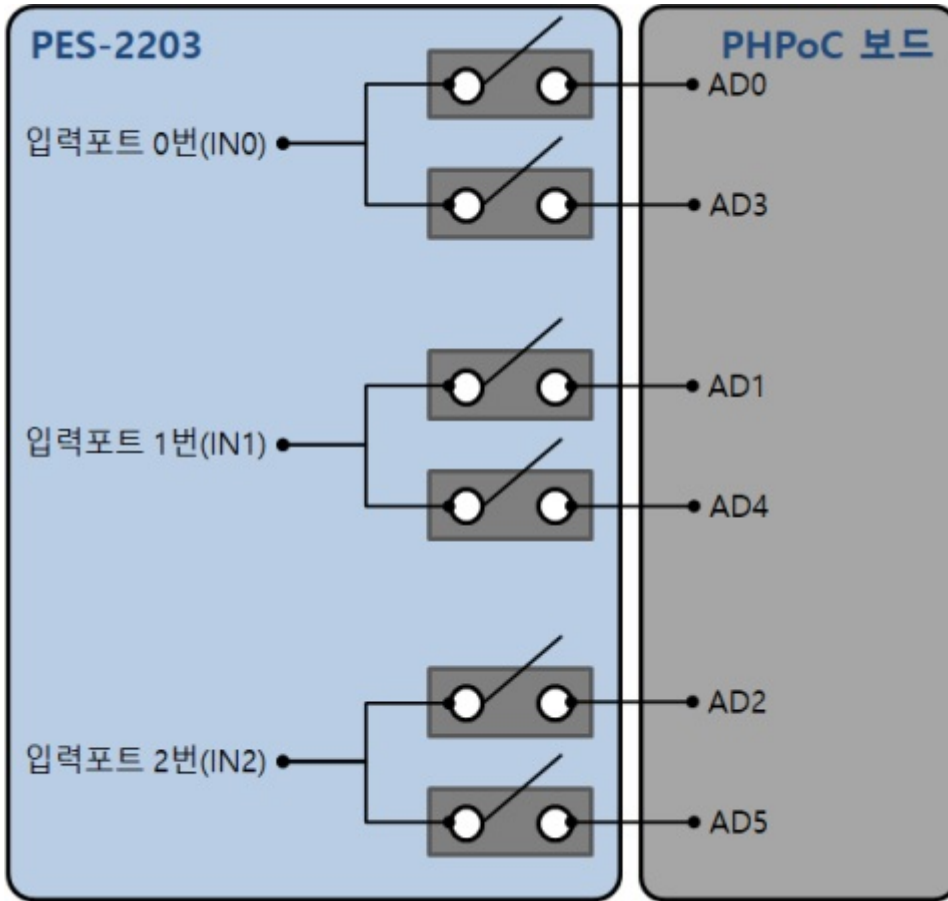 PES-2203
PHPoC 보드
AD0
입력포트 0번(IN0)
AD3
AD1
입력포트 1번(IN1)
AD4
AD2
입력포트 2번(IN2)
AD5